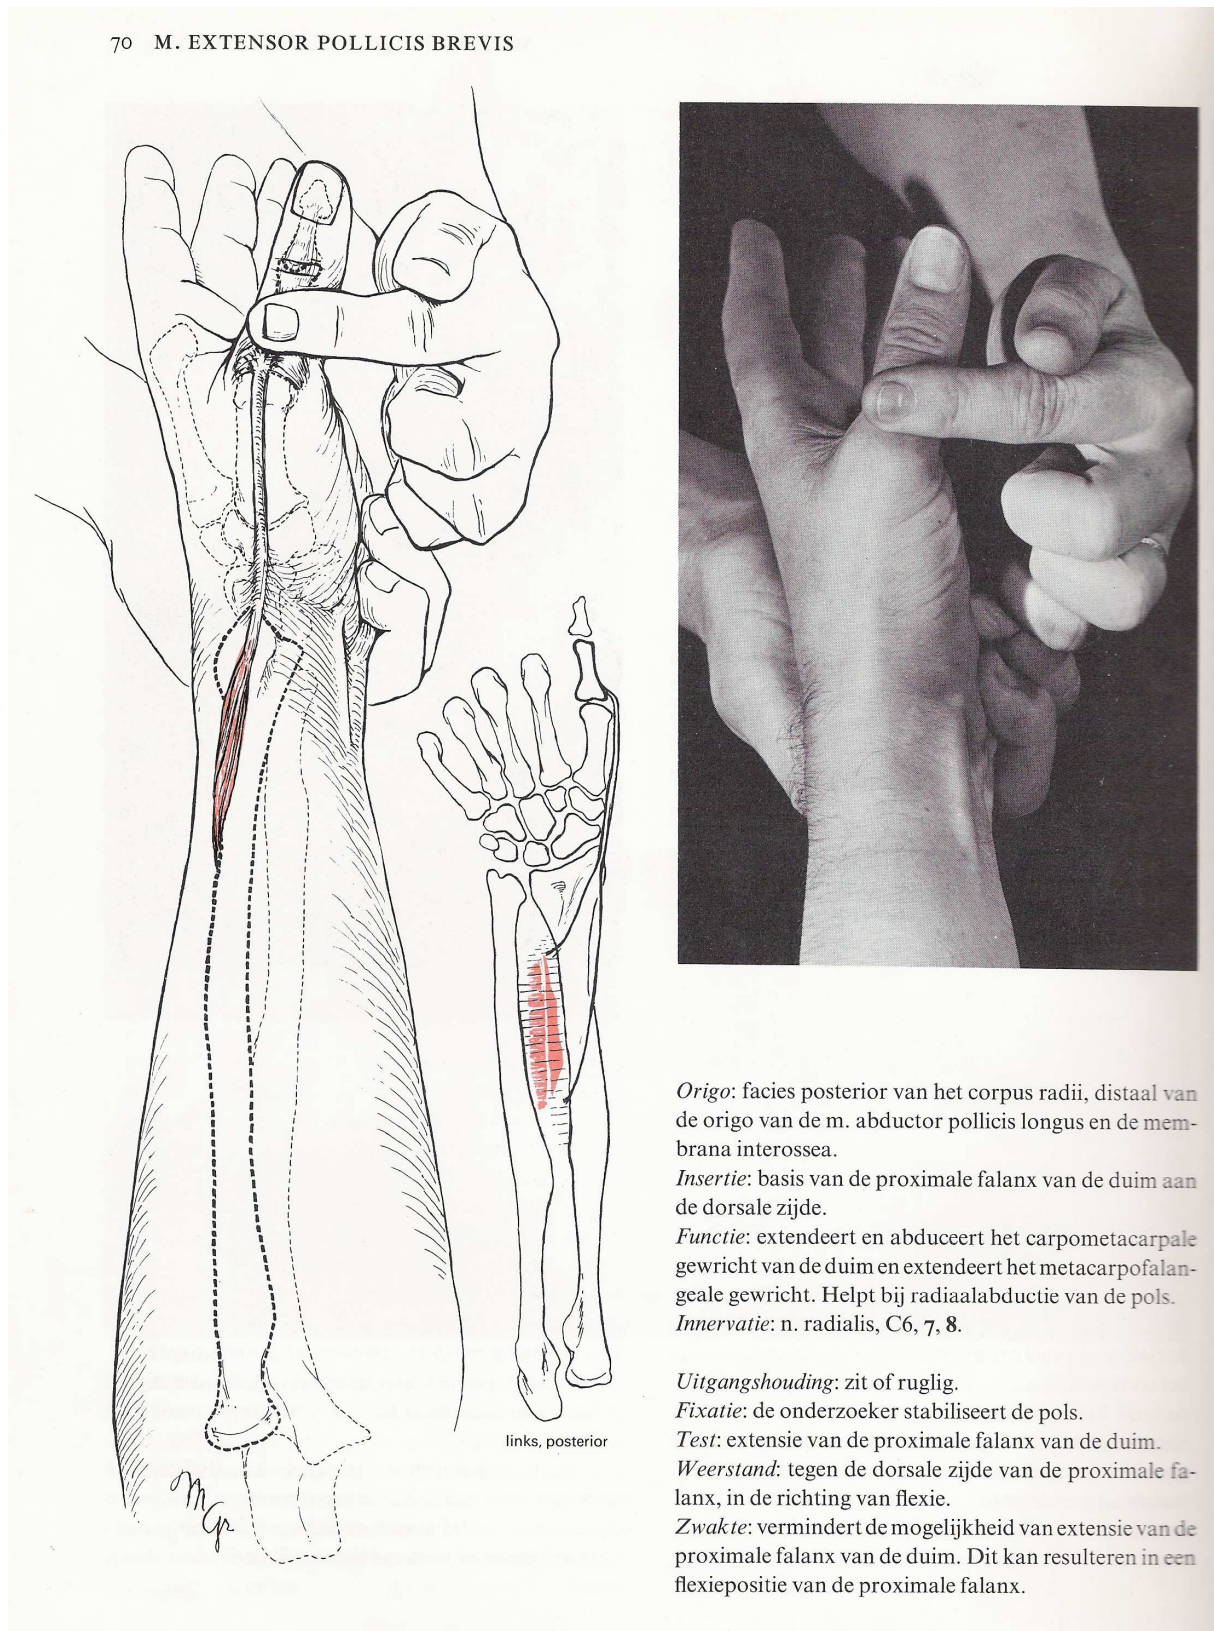 70 M. EXTENSOR POLLICIS BREVIS
links, posterior
M
Gr
Origo: facies posterior van het corpus radii, distaal van
de origo van de m. abductor pollicis longus en de mem-
brana interossea.
Insertie: basis van de proximale falanx van de duim aan
de dorsale zijde.
Functie: extendeert en abduceert het carpometacarpale
gewricht van de duim en extendeert het metacarpofalan-
geale gewricht. Helpt bij radiaalabductie van de pols.
Innervatie: n. radialis, C6, 7, 8.
Uitgangshouding: zit of ruglig.
Fixatie: de onderzoeker stabiliseert de pols.
Test: extensie van de proximale falanx van de duim.
Weerstand: tegen de dorsale zijde van de proximale fa-
lanx, in de richting van flexie.
Zwakte: vermindert de mogelijkheid van extensie van de
proximale falanx van de duim. Dit kan resulteren in een
flexiepositie van de proximale falanx.